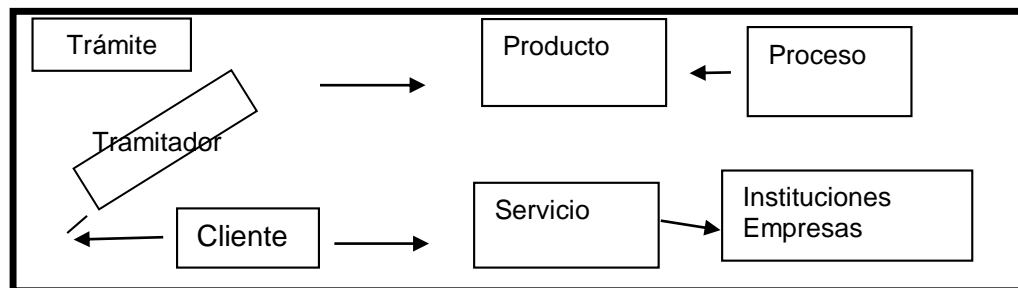 Trámite
Producto
Proceso
Tramitador
Cliente
Servicio
Instituciones
Empresas